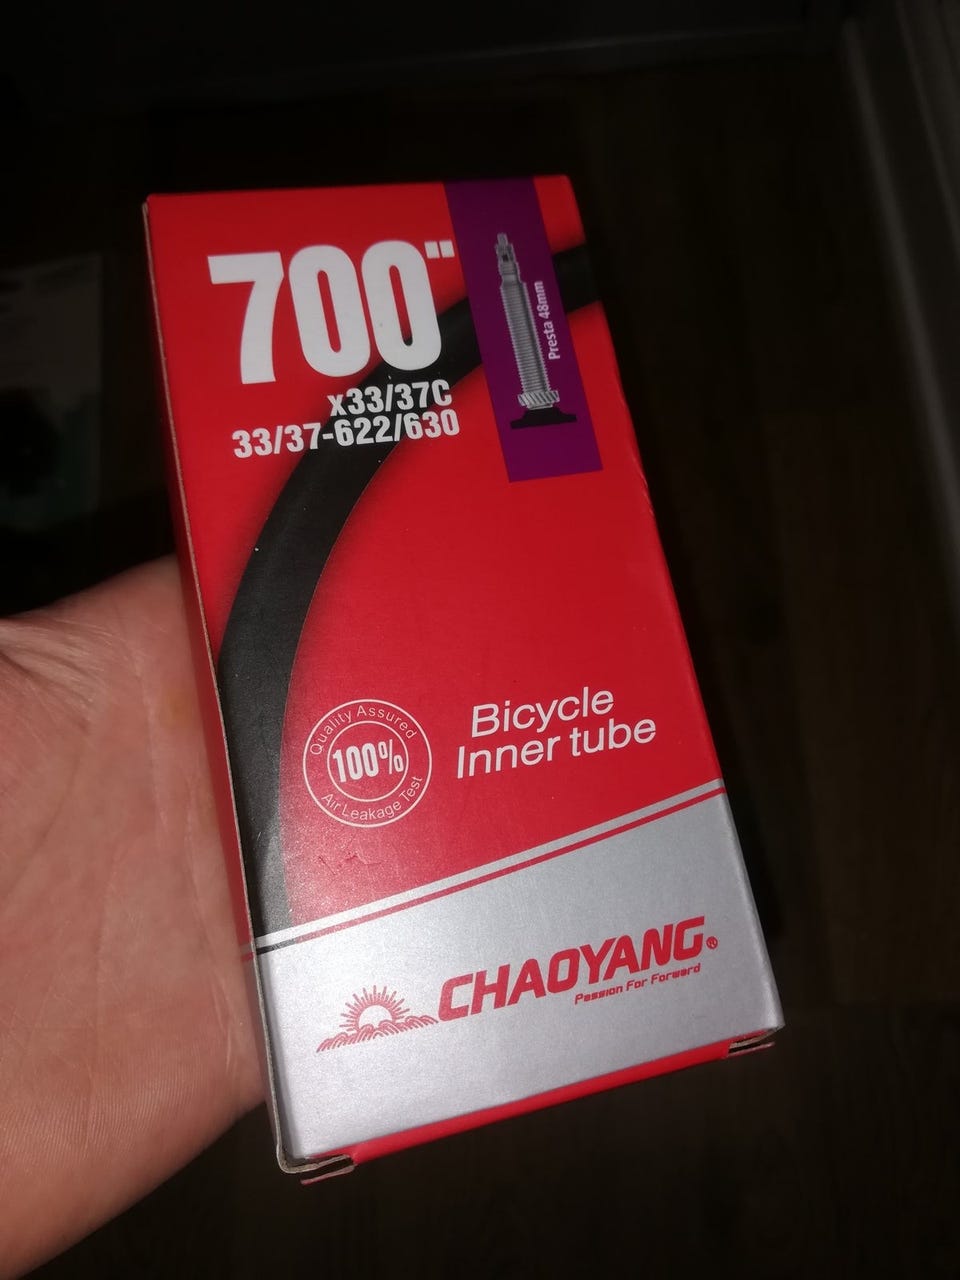 700"
x33/37C
33/37-622/630
Presta 48mm
Quality Assured
100%
Air Leakage Test
Bicycle
Inner tube
CHAOYANG®
Passion For Forward